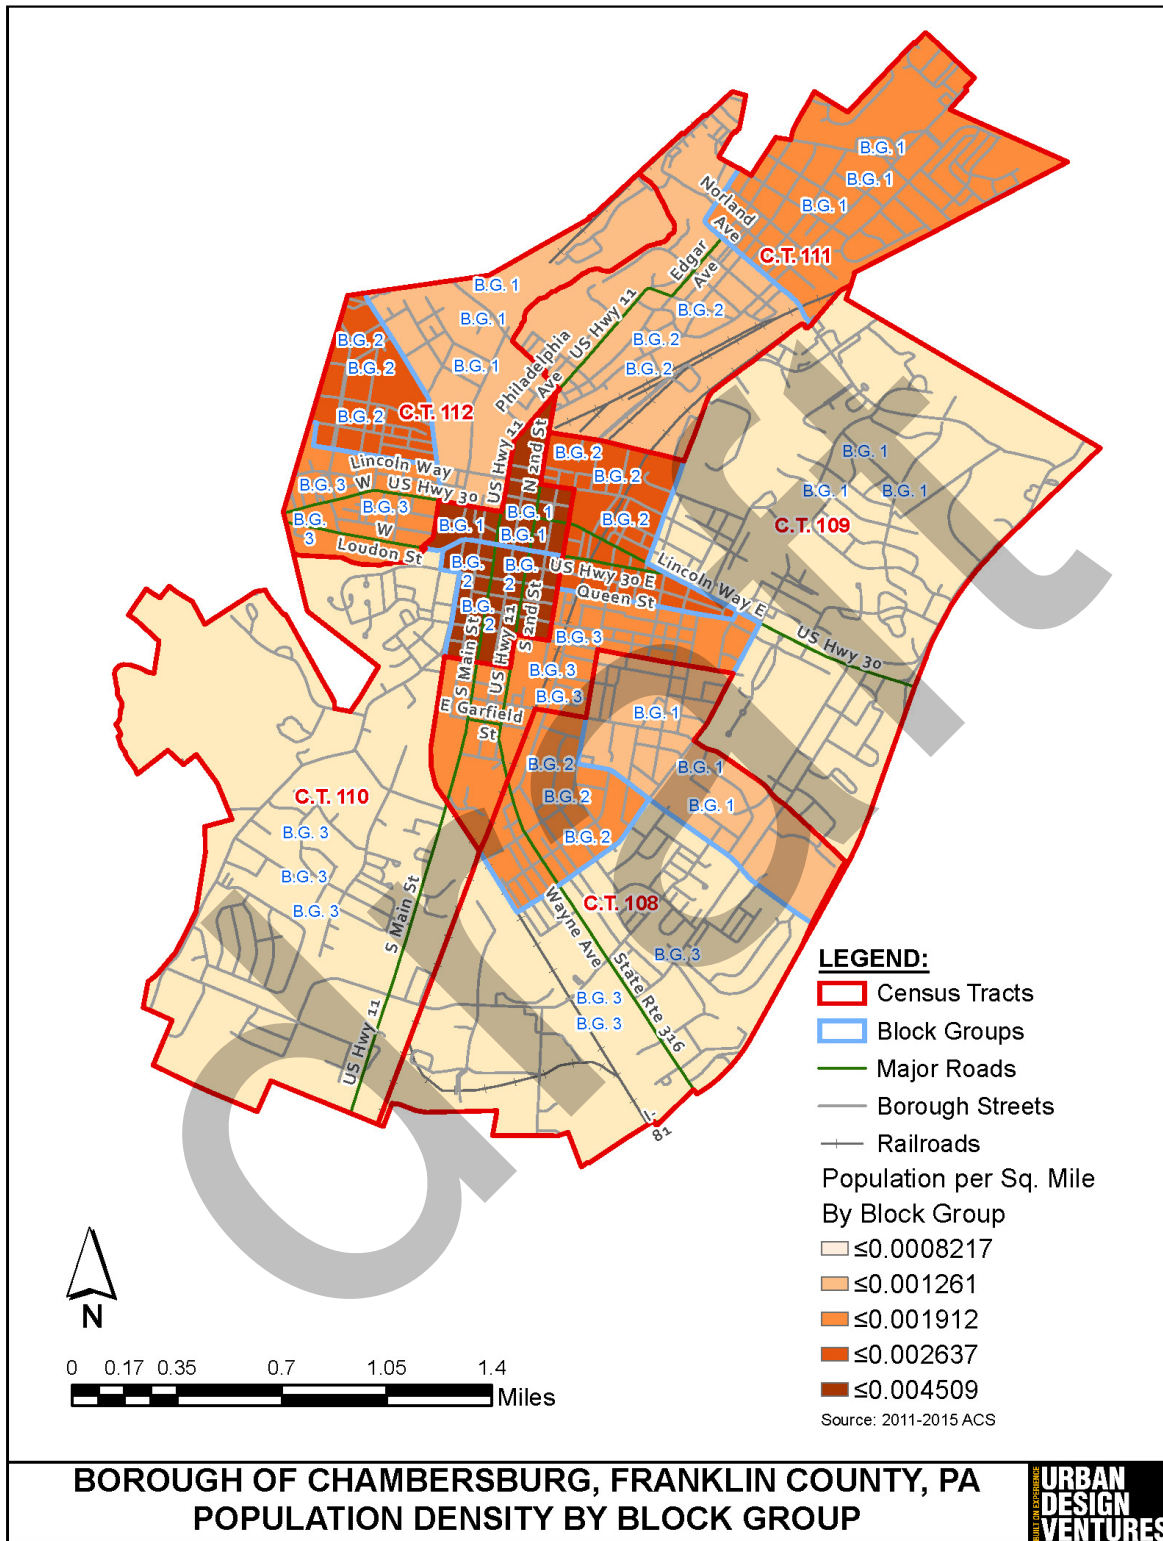 B.G. 1
B.G. 1
B.G. 1
Norland
Ave
C.T. 111
Edgar
Ave
B.G. 1
B.G. 1
B.G. 1
US Hwy 11
B.G. 2
B.G. 2
B.G. 2
Philadelphia
Ave
B.G. 2
B.G. 2
B.G. 2
C.T. 112
US Hwy 11
N 2nd St
B.G. 2
B.G. 2
B.G. 2
B.G. 1
B.G. 1
B.G. 1
C.T. 109
Lincoln Way
W
US Hwy 30
B.G. 3
B.G. 3
B.G.
3
W
Loudon St
B.G. 1
B.G. 1
B.G. 1
B.G.
2
B.G.
2
B.G.
2
US Hwy 30 E
Queen St
Lincoln Way E
US Hwy 30
S Main St
US Hwy 11
S 2nd St
B.G. 3
B.G. 3
B.G. 3
E Garfield
St
B.G. 1
B.G. 1
B.G. 1
B.G. 2
B.G. 2
B.G. 2
C.T. 110
B.G. 3
B.G. 3
B.G. 3
S Main St
US Hwy 11
C.T. 108
Wayne Ave
State Rte 316
B.G. 3
B.G. 3
B.G. 3
I-81
draft
LEGEND:
Census Tracts
Block Groups
Major Roads
Borough Streets
Railroads
Population per Sq. Mile
By Block Group
≤0.0008217
≤0.001261
≤0.001912
≤0.002637
≤0.004509
Source: 2011-2015 ACS
N
0 0.17 0.35 0.7 1.05 1.4
Miles
BOROUGH OF CHAMBERSBURG, FRANKLIN COUNTY, PA
POPULATION DENSITY BY BLOCK GROUP
BUILT ON EXPERIENCE
URBAN
DESIGN
VENTURES